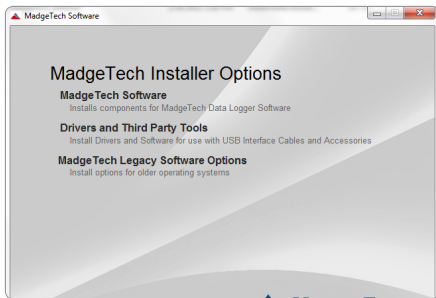 MadgeTech Software
MadgeTech Installer Options
MadgeTech Software
Installs components for MadgeTech Data Logger Software
Drivers and Third Party Tools
Install Drivers and Software for use with USB Interface Cables and Accessories
MadgeTech Legacy Software Options
Install options for older operating systems